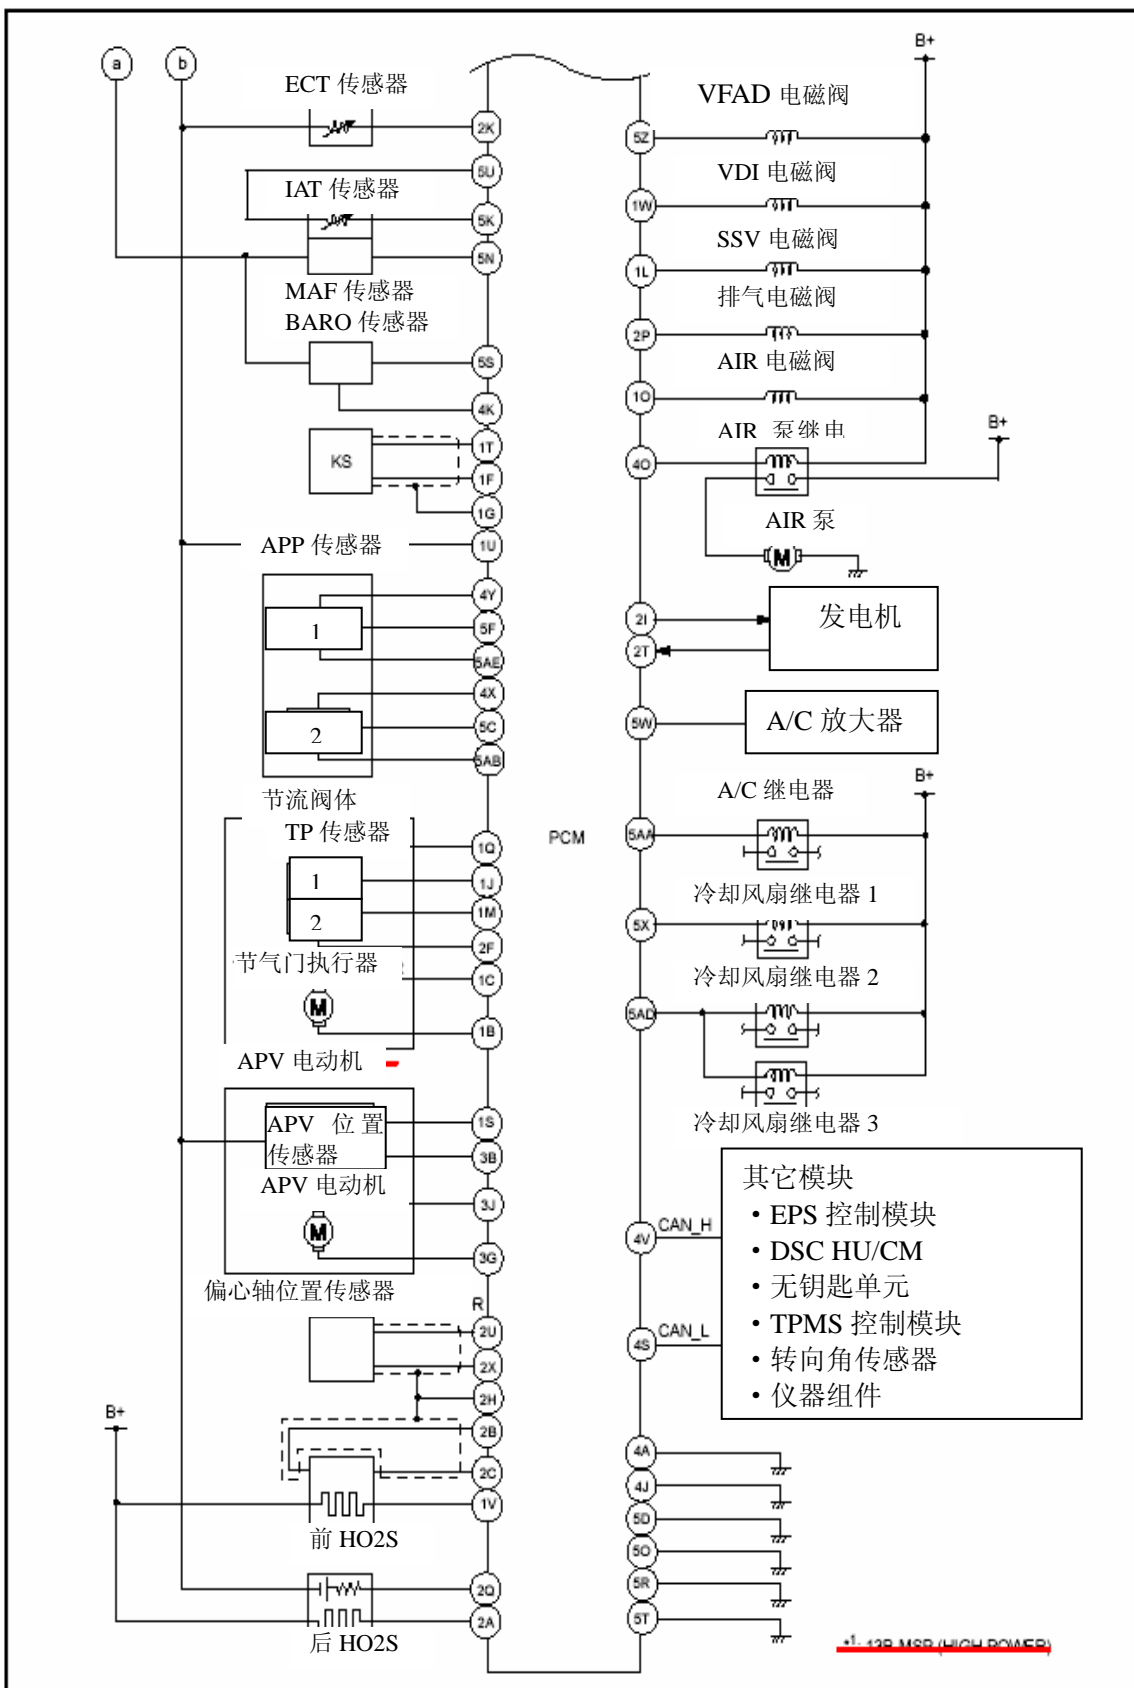 a
b
ECT 传感器
2K
5U
IAT 传感器
5K
5N
MAF 传感器
BARO 传感器
5S
4K
KS
1T
1F
1G
APP 传感器
1U
4Y
1
5F
5AE
4X
2
5C
5AB
节流阀体
TP 传感器
1Q
1
1J
1M
2
2F
节气门执行器
1C
M
1B
APV 电动机
APV 位置
传感器
1S
3B
APV 电动机
3J
M
3G
偏心轴位置传感器
R
2U
2X
2H
B+
2B
2C
1V
前 HO2S
2Q
2A
后 HO2S
PCM
B+
VFAD 电磁阀
5Z
VDI 电磁阀
1W
SSV 电磁阀
1L
排气电磁阀
2P
AIR 电磁阀
1O
AIR 泵继电
B+
4O
AIR 泵
M
2I
发电机
2T
5W
A/C 放大器
B+
A/C 继电器
5AA
冷却风扇继电器 1
5X
冷却风扇继电器 2
5AD
冷却风扇继电器 3
其它模块
·EPS 控制模块
4V
CAN_H
·DSC HU/CM
·无钥匙单元
4S
CAN_L
·TPMS 控制模块
·转向角传感器
·仪器组件
4A
4J
5D
5O
5R
5T
*1: 13B-MSP (HIGH POWER)